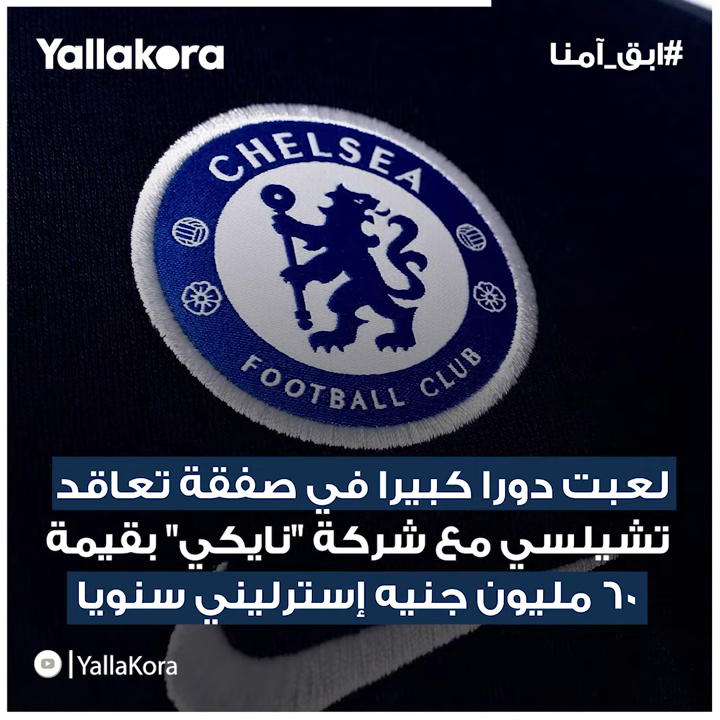 Yallakora
#ابق_آمنا
CHELSEA
FOOTBALL CLUB
لعبت دورا كبيرا في صفقة تعاقد
تشيلسي مع شركة "نايكي" بقيمة
٦٠ مليون جنيه إسترليني سنويا
YallaKora